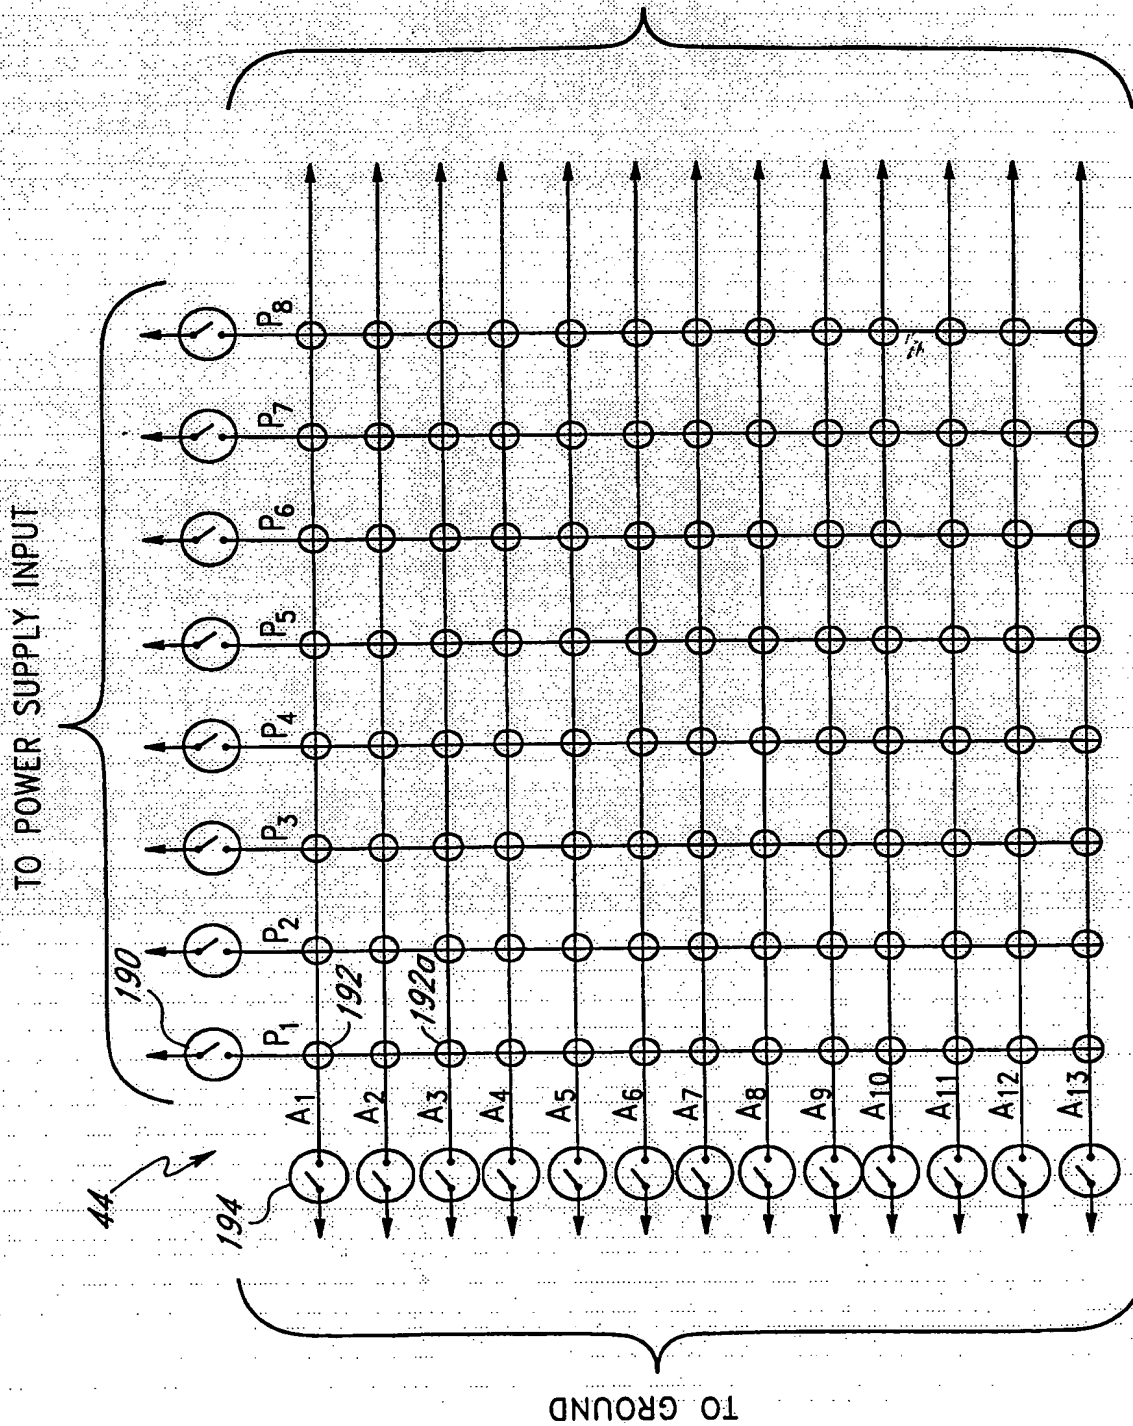 TO POWER SUPPLY INPUT
190
P1
P2
P3
P4
P5
P6
P7
P8
44
194
192
192a
A1
A2
A3
A4
A5
A6
A7
A8
A9
A10
A11
A12
A13
TO GROUND